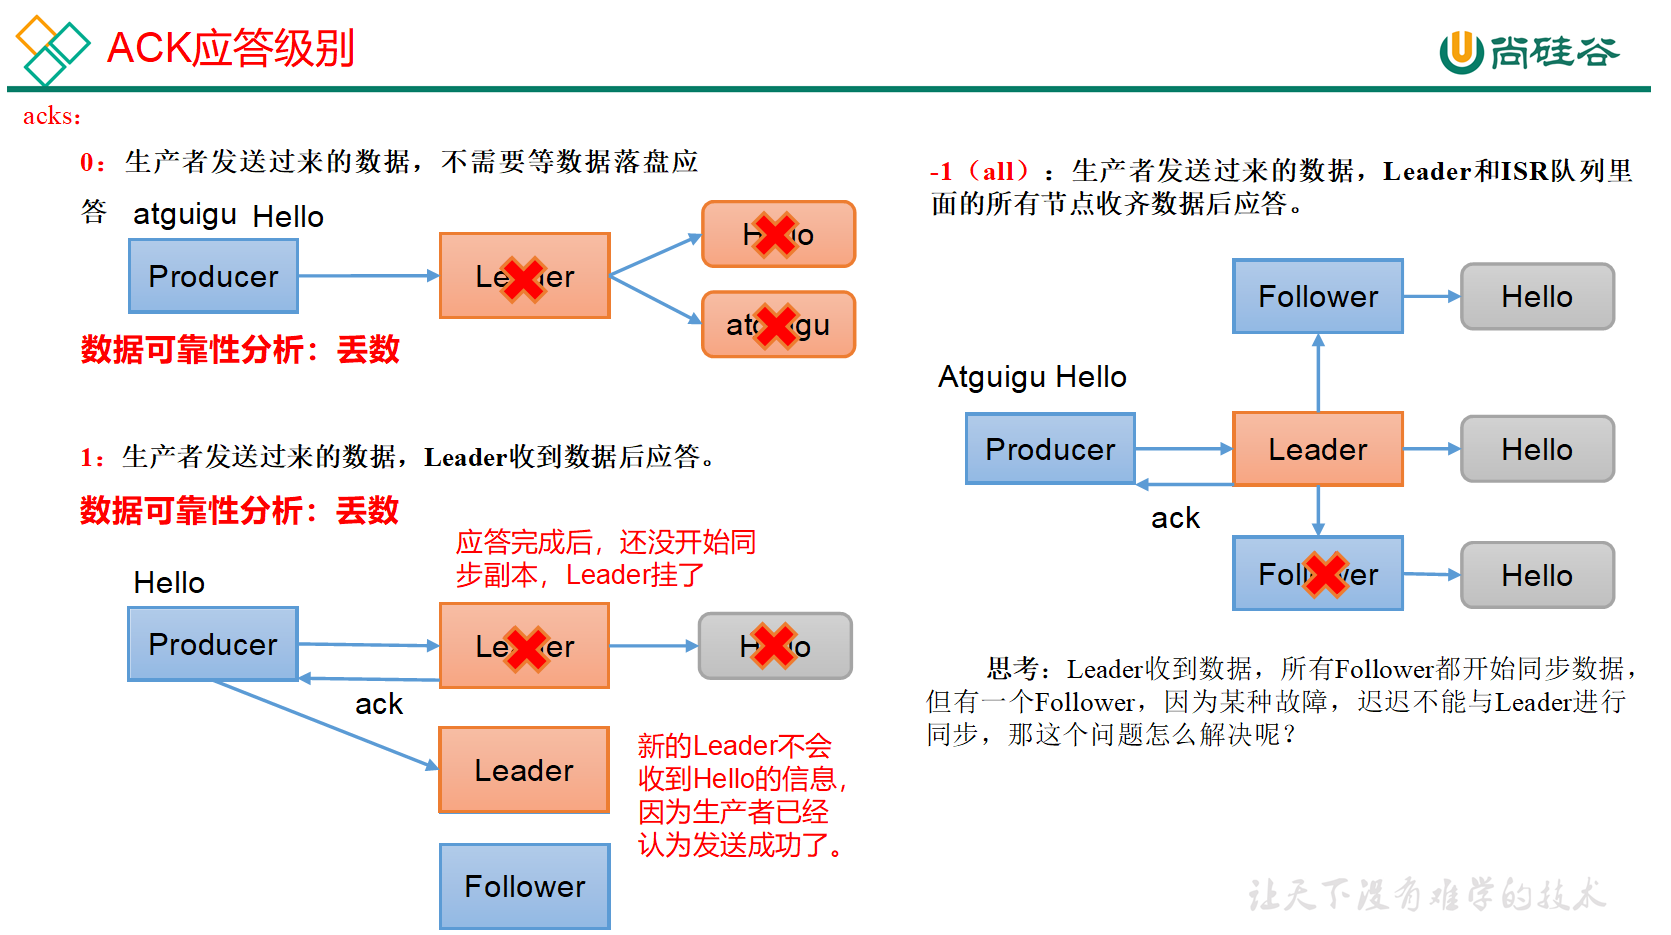 ACK应答级别
尚硅谷
acks：
0：生产者发送过来的数据，不需要等数据落盘应
答
atguigu Hello
Producer
Leader
Hello
atguigu
数据可靠性分析：丢数
1：生产者发送过来的数据，Leader收到数据后应答。
数据可靠性分析：丢数
应答完成后，还没开始同
步副本，Leader挂了
Hello
Producer
Leader
Hello
ack
Leader
新的Leader不会
收到Hello的信息，
因为生产者已经
认为发送成功了。
Follower
-1（all）：生产者发送过来的数据，Leader和ISR队列里
面的所有节点收齐数据后应答。
Follower
Hello
Atguigu Hello
Producer
Leader
Hello
ack
Follower
Hello
思考：Leader收到数据，所有Follower都开始同步数据，
但有一个Follower，因为某种故障，迟迟不能与Leader进行
同步，那这个问题怎么解决呢？
让天下没有难学的技术